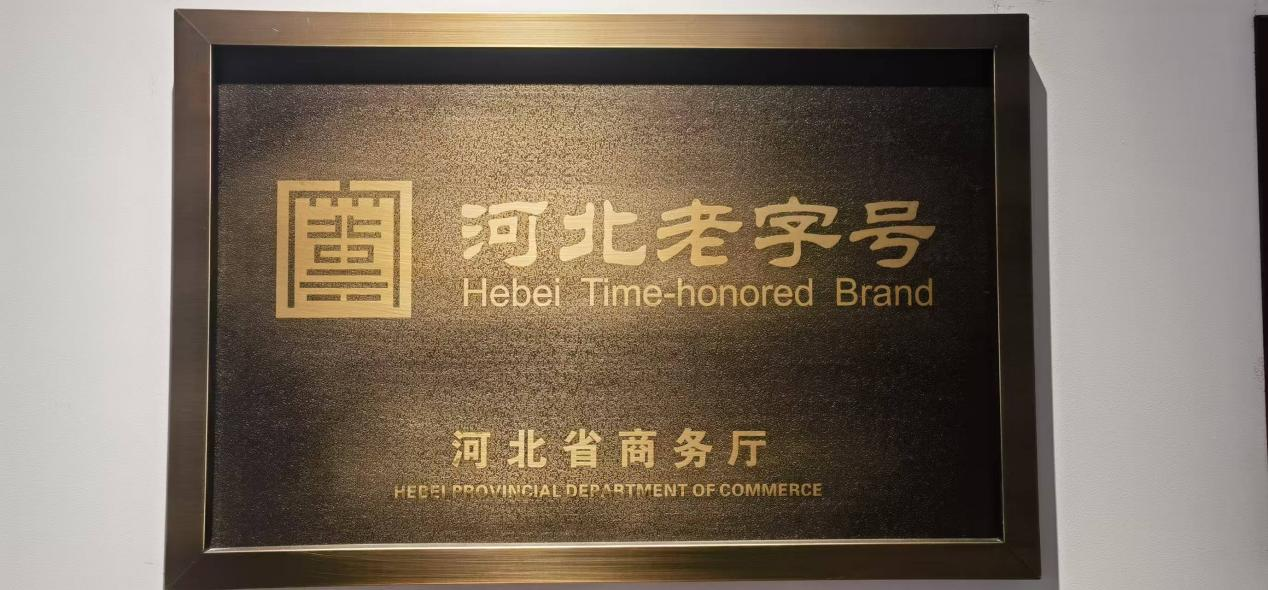 河北老字号
Hebei Time-honored Brand
河北省商务厅
HEBEI PROVINCIAL DEPARTMENT OF COMMERCE